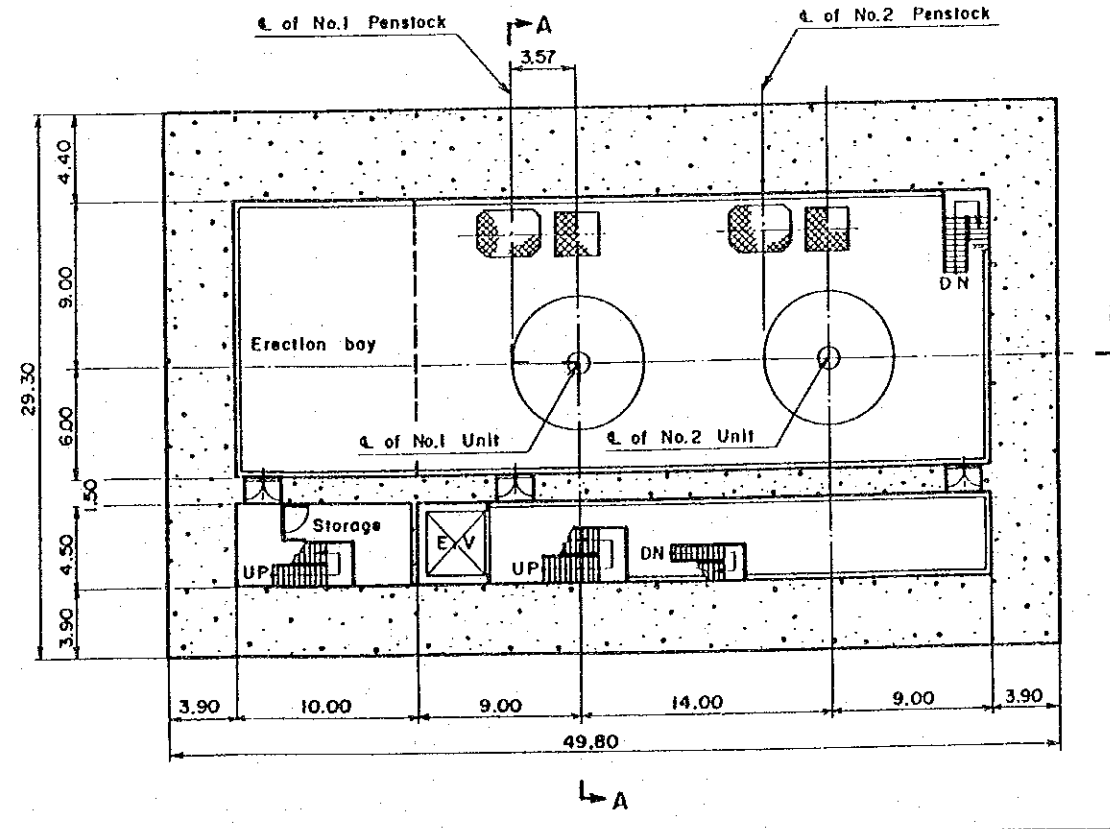 ℄ of No.1 Penstock
A
℄ of No.2 Penstock
3.57
4.40
9.00
DN
Erection bay
29.30
6.00
℄ of No.1 Unit
℄ of No.2 Unit
1.50
Storage
4.50
E.V
UP
UP
DN
3.90
3.90
10.00
9.00
14.00
9.00
3.90
49.80
A